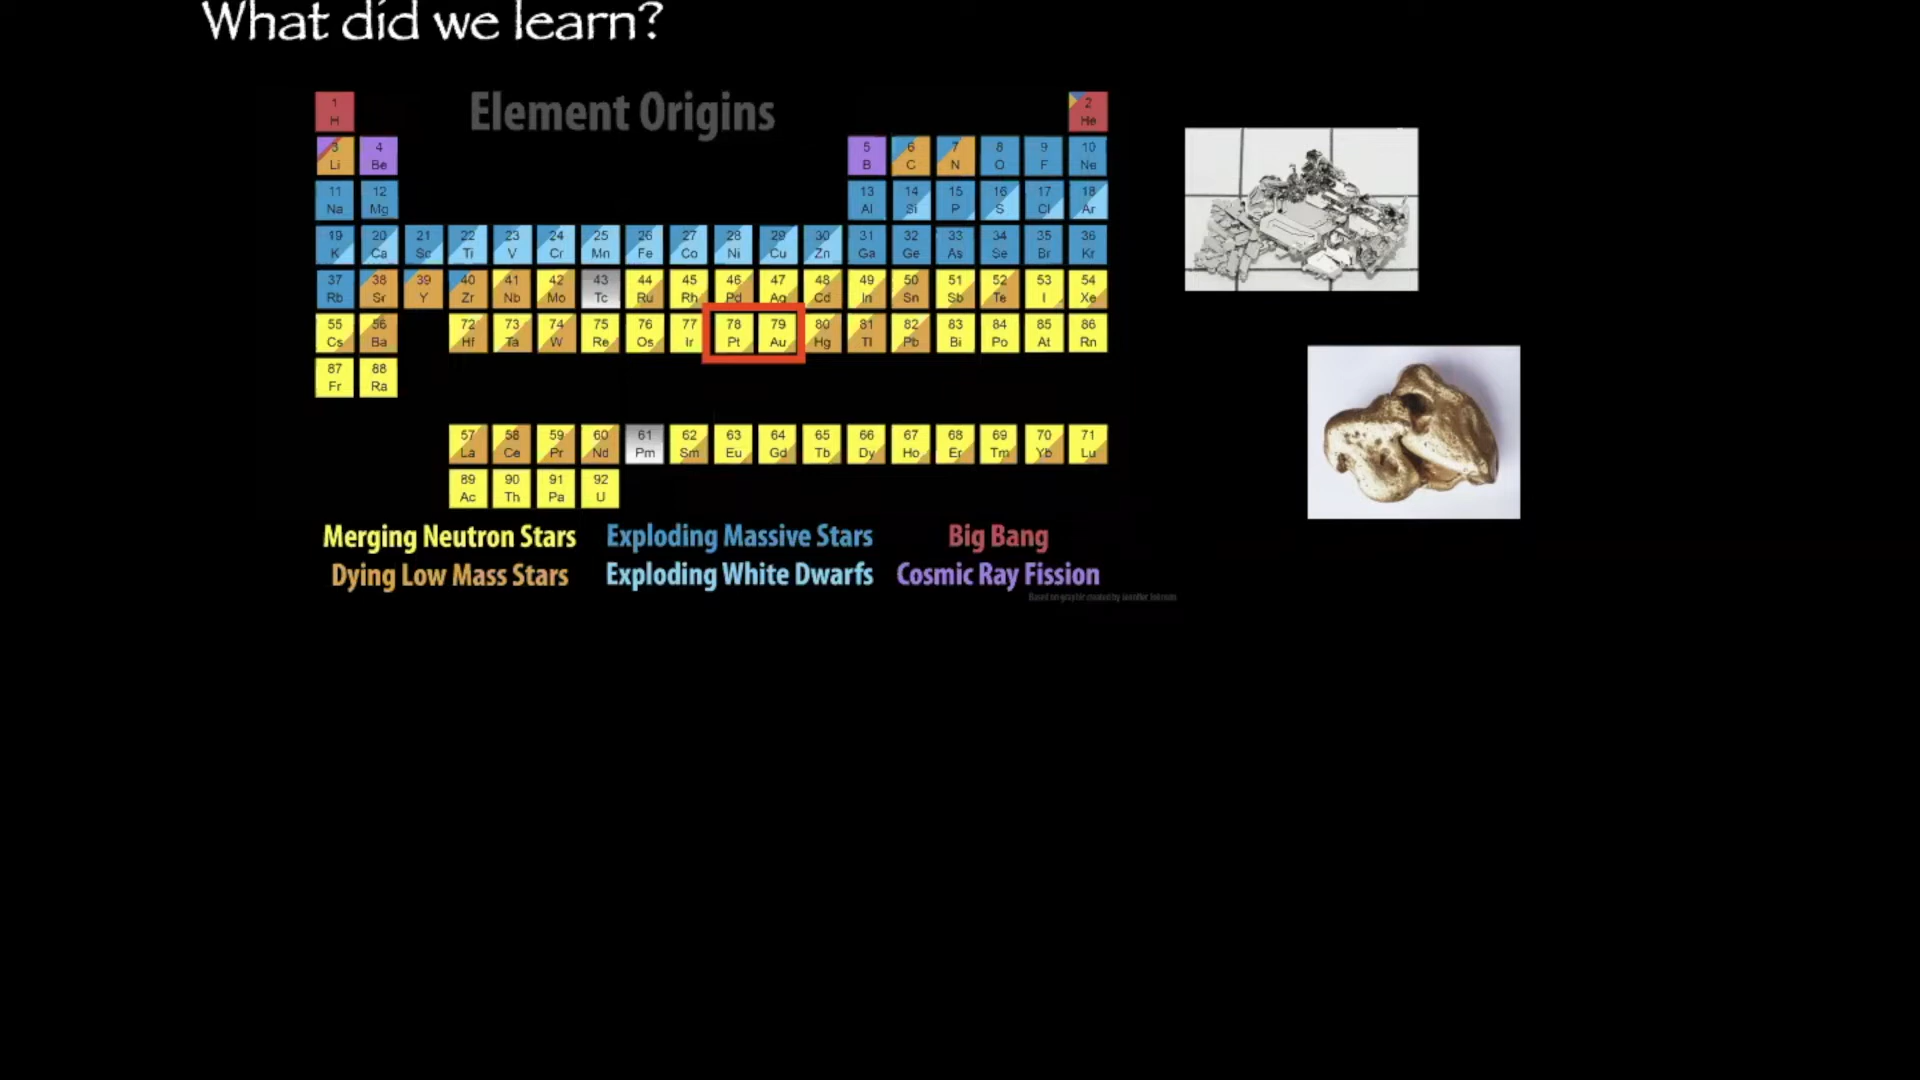 What did we learn?
Element Origins
1 2
H He
3 4 5 6 7 8 9 10
Li Be B C N O F Ne
11 12 13 14 15 16 17 18
Na Mg Al Si P S Cl Ar
19 20 21 22 23 24 25 26 27 28 29 30 31 32 33 34 35 36
K Ca Sc Ti V Cr Mn Fe Co Ni Cu Zn Ga Ge As Se Br Kr
37 38 39 40 41 42 43 44 45 46 47 48 49 50 51 52 53 54
Rb Sr Y Zr Nb Mo Tc Ru Rh Pd Ag Cd In Sn Sb Te I Xe
55 56 72 73 74 75 76 77 78 79 80 81 82 83 84 85 86
Cs Ba Hf Ta W Re Os Ir Pt Au Hg Tl Pb Bi Po At Rn
87 88
Fr Ra
57 58 59 60 61 62 63 64 65 66 67 68 69 70 71
La Ce Pr Nd Pm Sm Eu Gd Tb Dy Ho Er Tm Yb Lu
89 90 91 92
Ac Th Pa U
Merging Neutron Stars Exploding Massive Stars Big Bang
Dying Low Mass Stars Exploding White Dwarfs Cosmic Ray Fission
Based on graphic created by Jennifer